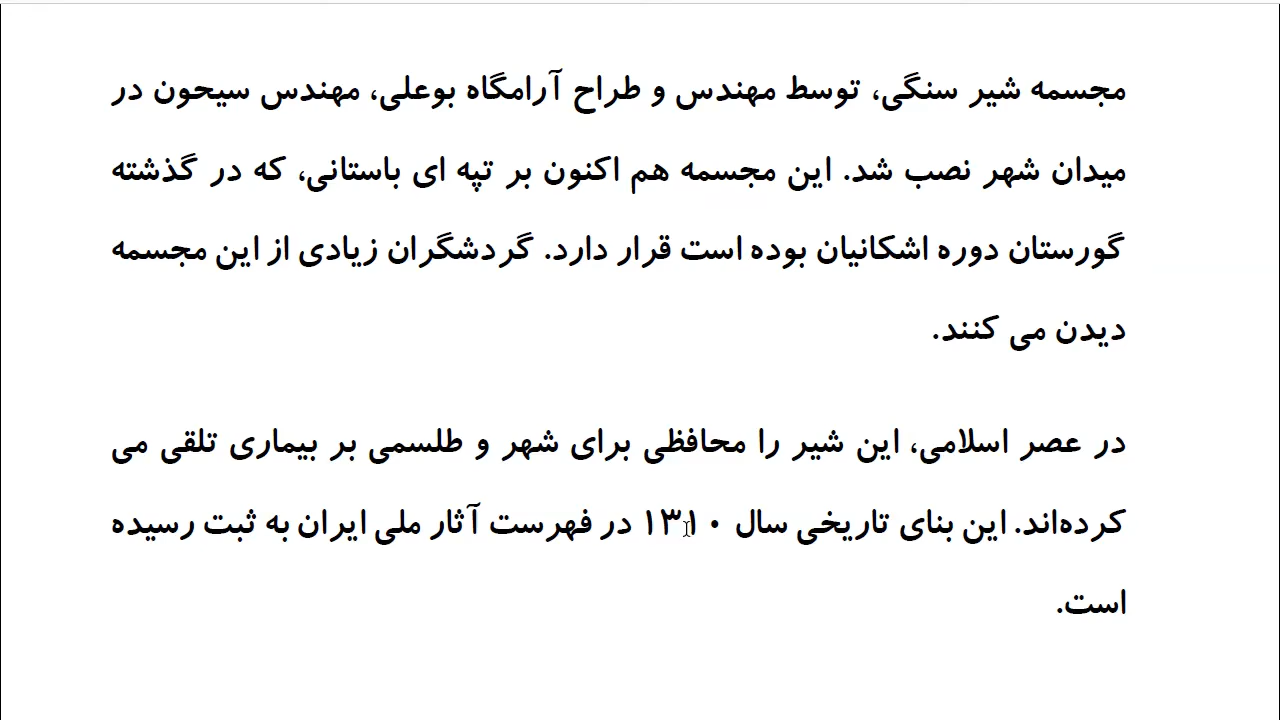 مجسمه شیر سنگی، توسط مهندس و طراح آرامگاه بوعلی، مهندس سیحون در
میدان شهر نصب شد. این مجسمه هم اکنون بر تپه ای باستانی، که در گذشته
گورستان دوره اشکانیان بوده است قرار دارد. گردشگران زیادی از این مجسمه
دیدن می کنند.
در عصر اسلامی، این شیر را محافظی برای شهر و طلسمی بر بیماری تلقی می
کرده‌اند. این بنای تاریخی سال ۱۳۱۰ در فهرست آثار ملی ایران به ثبت رسیده
است.